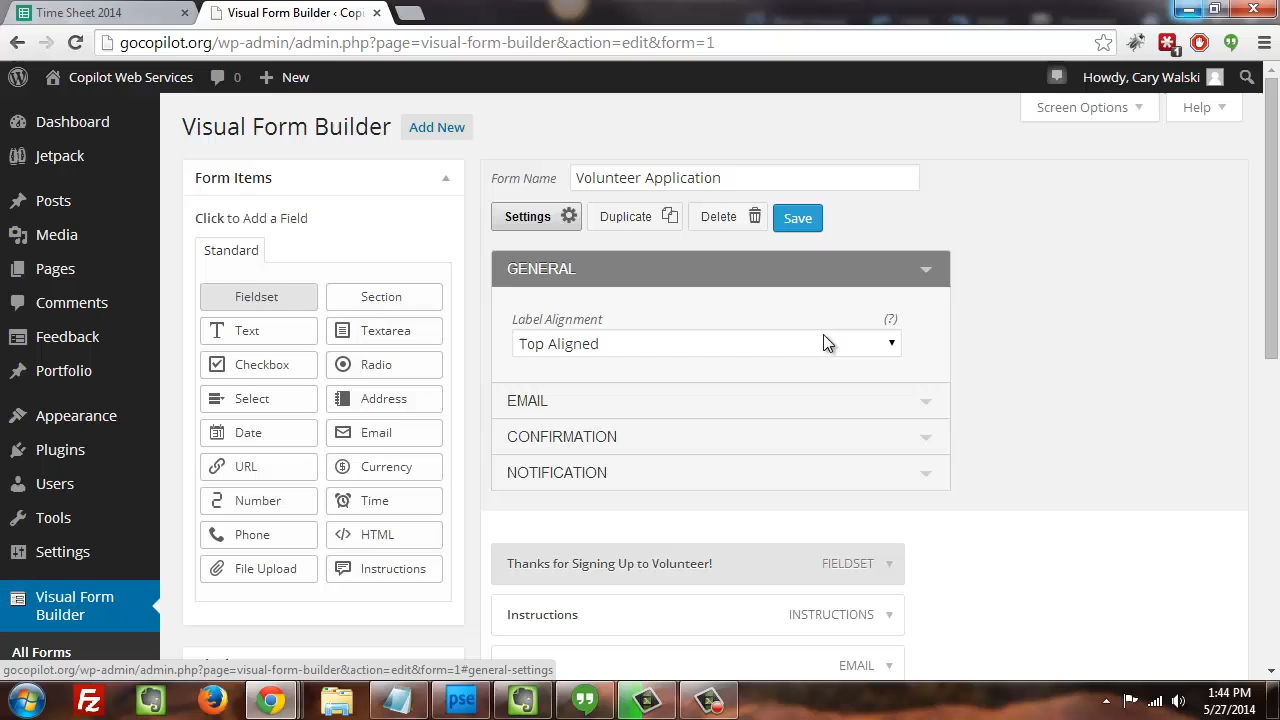 Time Sheet 2014
Visual Form Builder ‹ Copi
gocopilot.org/wp-admin/admin.php?page=visual-form-builder&action=edit&form=1
1
Copilot Web Services
0
New
Howdy, Cary Walski
Dashboard
Jetpack
Posts
Media
Pages
Comments
Feedback
Portfolio
Appearance
Plugins
Users
Tools
Settings
Visual Form
Builder
All Forms
Screen Options
Help
Visual Form Builder
Add New
Form Items
Click to Add a Field
Standard
Fieldset
Section
Text
Textarea
Checkbox
Radio
Select
Address
Date
Email
URL
Currency
Number
Time
Phone
HTML
File Upload
Instructions
Form Name
Volunteer Application
Settings
Duplicate
Delete
Save
GENERAL
Label Alignment
(?)
Top Aligned
EMAIL
CONFIRMATION
NOTIFICATION
Thanks for Signing Up to Volunteer!
FIELDSET
Instructions
INSTRUCTIONS
EMAIL
gocopilot.org/wp-admin/admin.php?page=visual-form-builder&action=edit&form=1#general-settings
Fz
pse
1:44 PM
5/27/2014